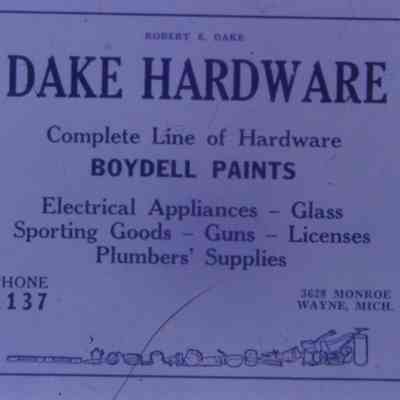 ROBERT E. DAKE
DAKE HARDWARE
Complete Line of Hardware
BOYDELL PAINTS
Electrical Appliances – Glass
Sporting Goods – Guns – Licenses
Plumbers' Supplies
HONE
137
3628 MONROE
WAYNE, MICH.